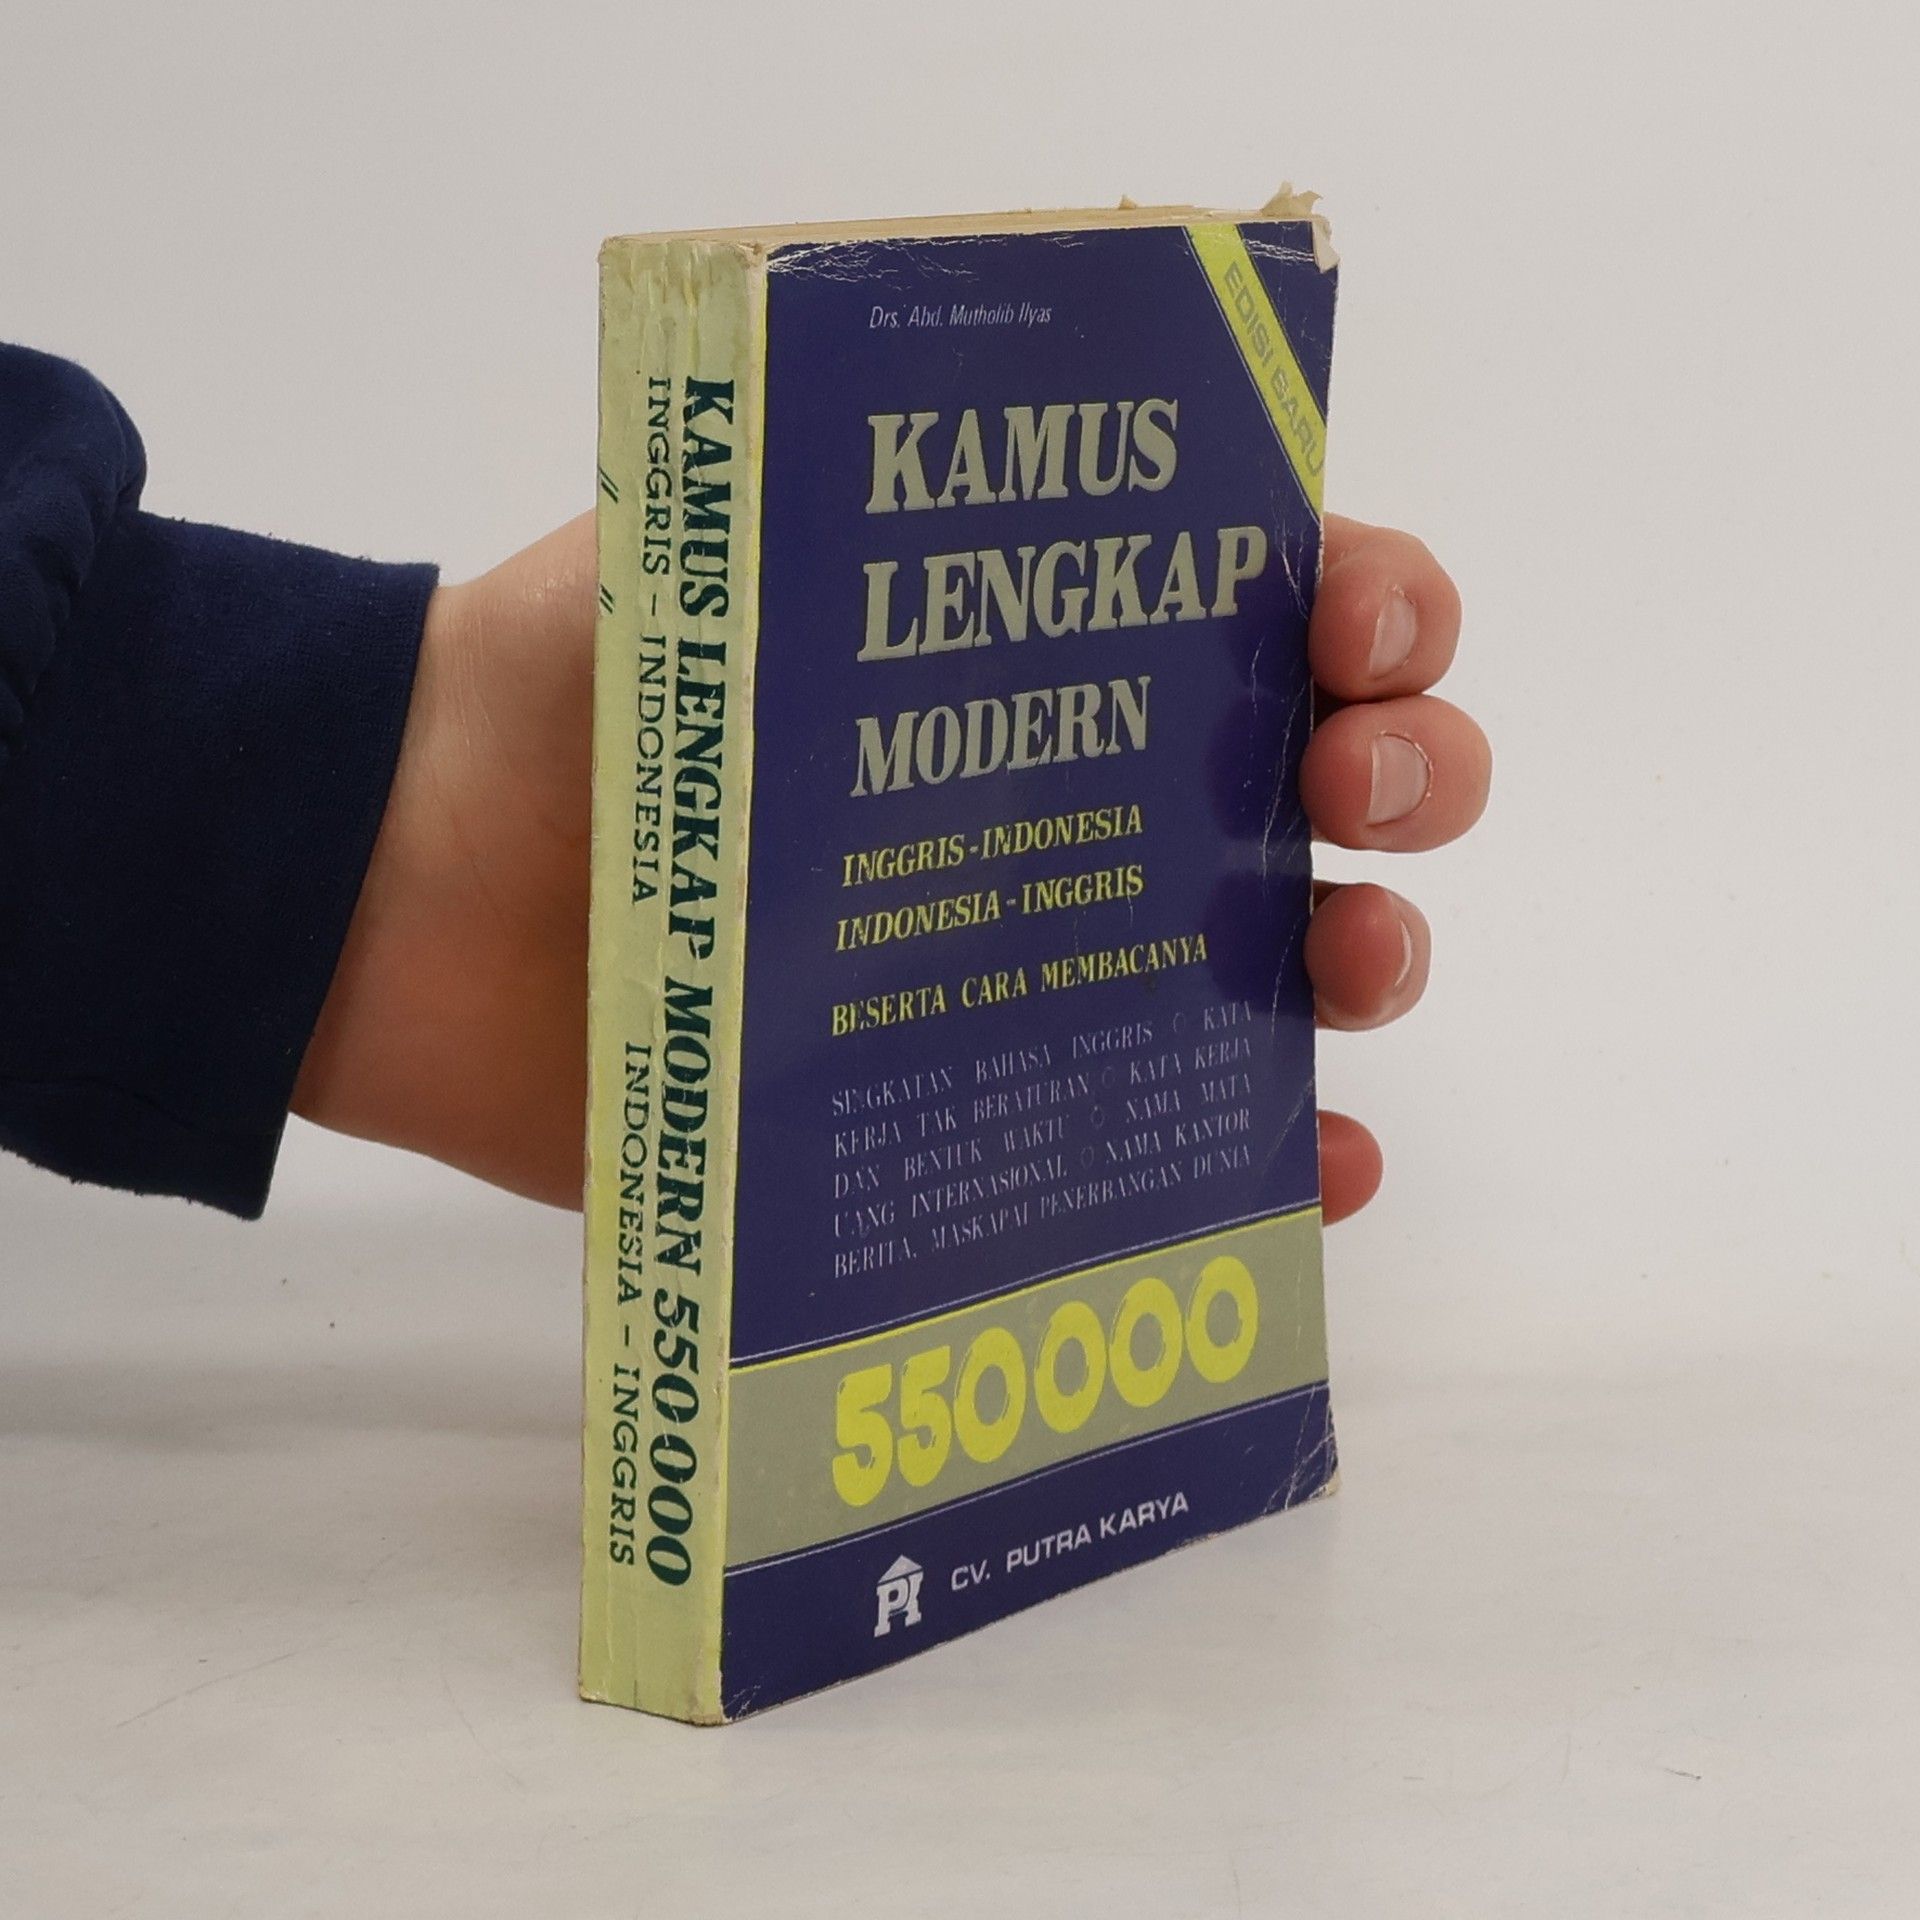 KAMUS LENGKAP MODERN 550000
INGGRIS - INDONESIA INDONESIA - INGGRIS
Drs. Abd. Mutholib Ilyas
EDISI BARU
KAMUS
LENGKAP
MODERN
INGGRIS-INDONESIA
INDONESIA-INGGRIS
BESERTA CARA MEMBACANYA
SINGKATAN BAHASA INGGRIS O KATA
KERJA TAK BERATURAN O KATA KERJA
DAN BENTUK WAKTU O NAMA MATA
UANG INTERNASIONAL O NAMA KANTOR
BERITA, MASKAPAI PENERBANGAN DUNIA
550000
PI CV. PUTRA KARYA